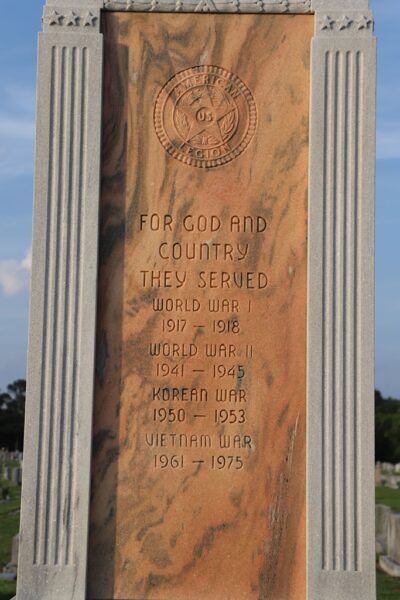 AMERICAN
US
LEGION
FOR GOD AND
COUNTRY
THEY SERVED
WORLD WAR I
1917 – 1918
WORLD WAR II
1941 – 1945
KOREAN WAR
1950 – 1953
VIETNAM WAR
1961 – 1975